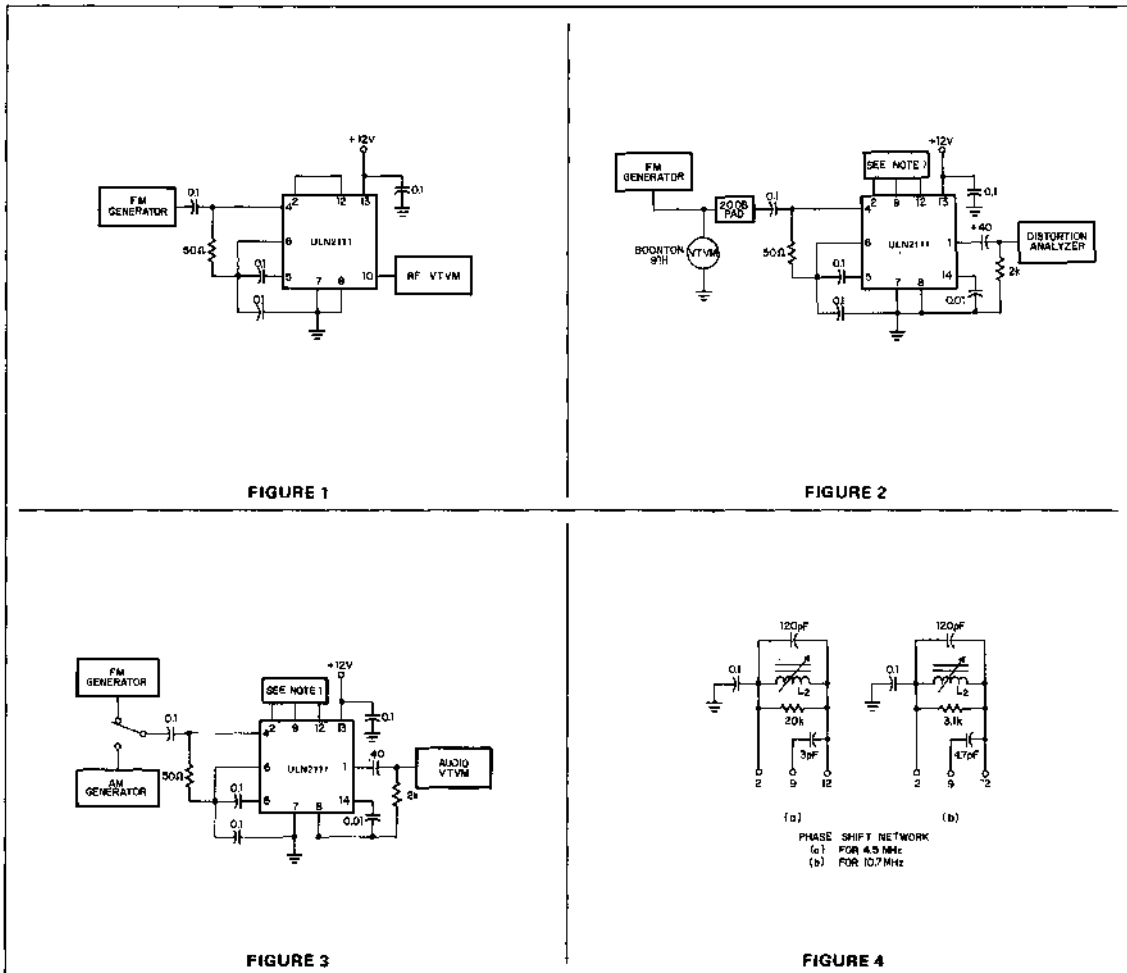 +12V
0.1
FM
GENERATOR
0.1
2 12 13
4
50Ω
6
ULN2111
0.1
5
7 8
10
RF VTVM
0.1
FIGURE 1
+12V
FM
GENERATOR
SEE NOTE 1
0.1
20DB
PAD
0.1
2 9 12 13
4
BOONTON
91H
VTVM
50Ω
6
ULN2111
1
+40
DISTORTION
ANALYZER
0.1
5
7 8
14
2k
0.01
0.1
FIGURE 2
+12V
FM
GENERATOR
SEE NOTE 1
0.1
0.1
2 9 12 13
4
AM
GENERATOR
50Ω
6
ULN2111
1
40
AUDIO
VTVM
0.1
7 8
14
2k
0.01
0.1
FIGURE 3
120pF
0.1
L2
20k
3pF
2 9 12
(a)
120pF
0.1
L2
3.1k
4.7pF
2 9 12
(b)
PHASE SHIFT NETWORK
(a) FOR 4.5 MHz
(b) FOR 10.7 MHz
FIGURE 4